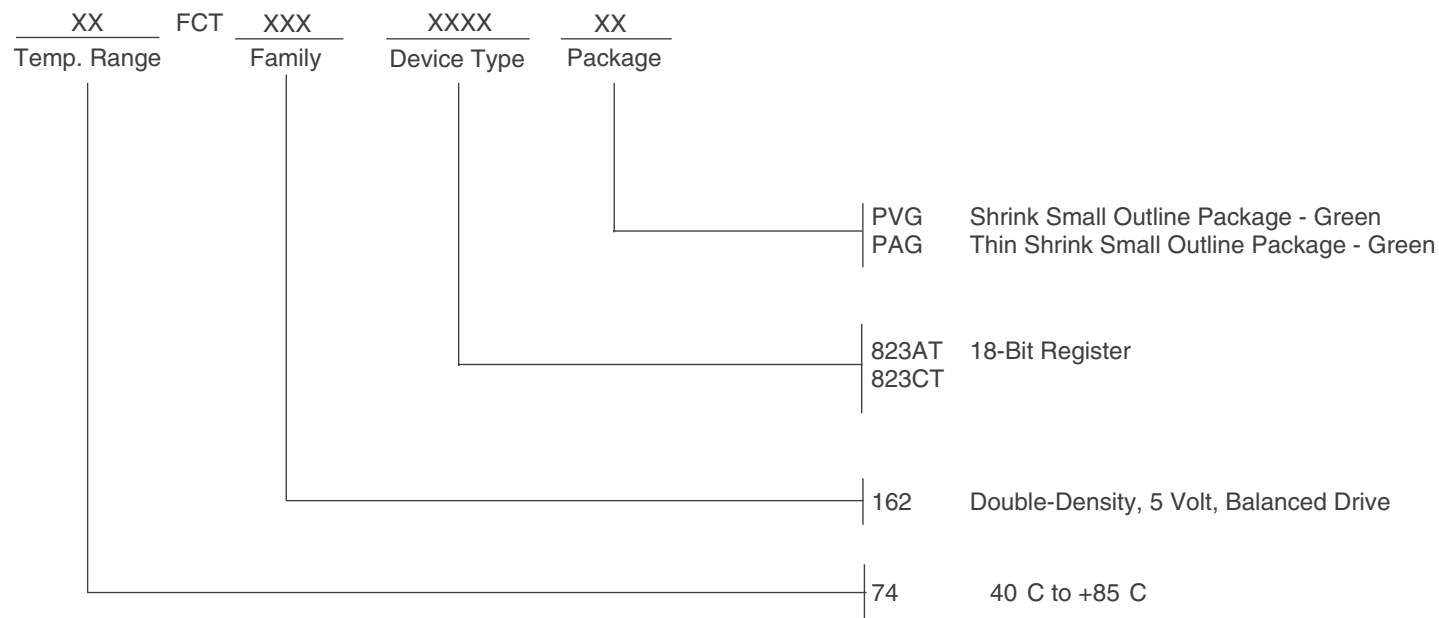 XX FCT XXX XXXX XX
Temp. Range Family Device Type Package
PVG Shrink Small Outline Package - Green
PAG Thin Shrink Small Outline Package - Green
823AT 18-Bit Register
823CT
162 Double-Density, 5 Volt, Balanced Drive
74 40 C to +85 C